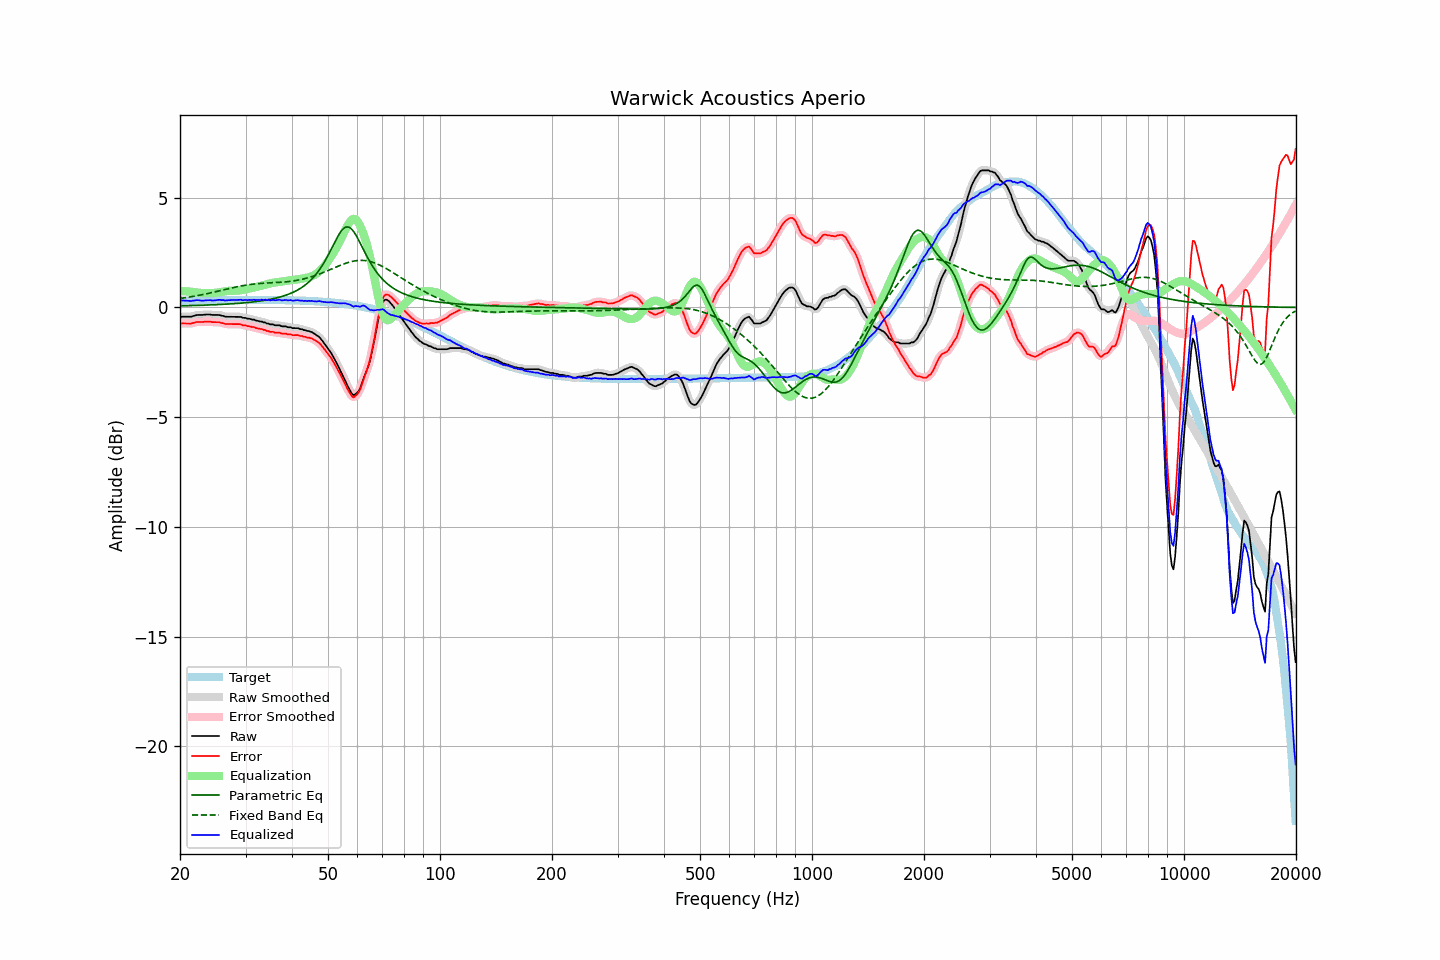 Warwick Acoustics Aperio
Amplitude (dBr)
5
0
−5
−10
−15
−20
Target
Raw Smoothed
Error Smoothed
Raw
Error
Equalization
Parametric Eq
Fixed Band Eq
Equalized
20 50 100 200 500 1000 2000 5000 10000 20000
Frequency (Hz)